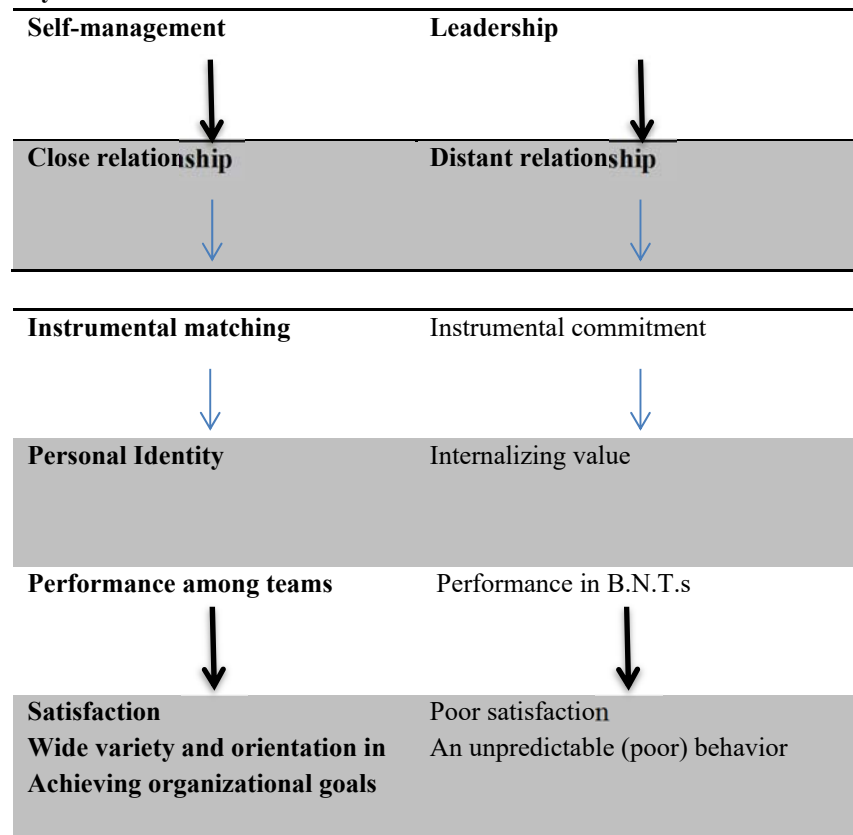 Self-management Leadership
Close relationship Distant relationship
Instrumental matching Instrumental commitment
Personal Identity Internalizing value
Performance among teams Performance in B.N.T.s
Satisfaction Poor satisfaction
Wide variety and orientation in An unpredictable (poor) behavior
Achieving organizational goals